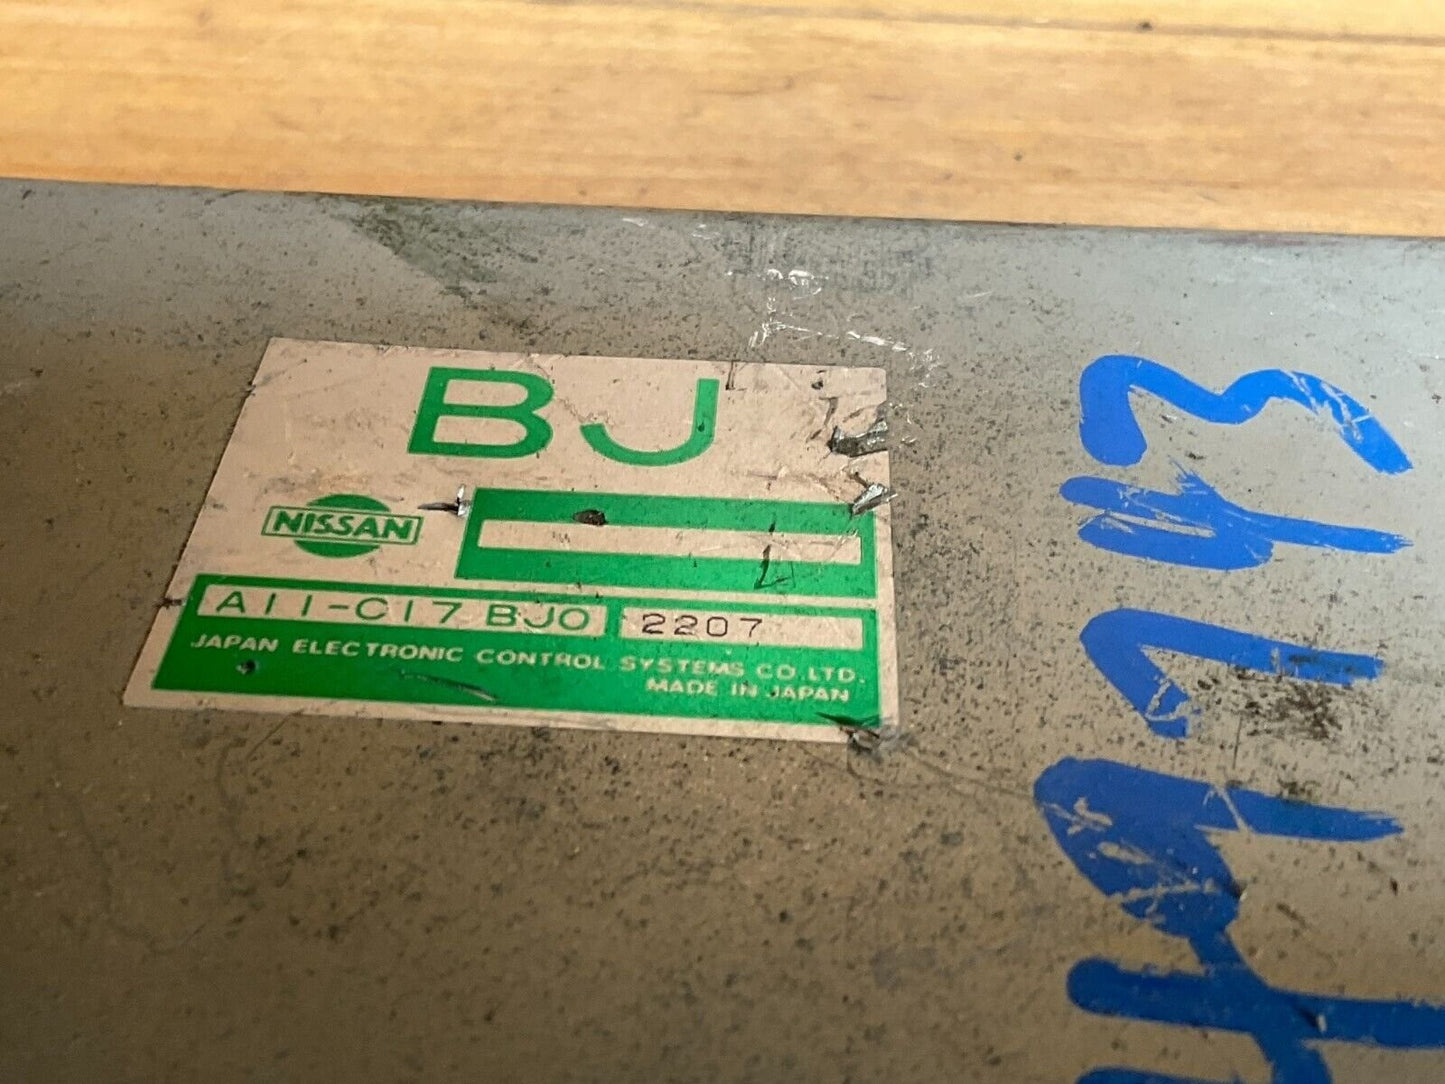 BJ
NISSAN
A11-C17 BJ0 2207
JAPAN ELECTRONIC CONTROL SYSTEMS CO.LTD.
MADE IN JAPAN